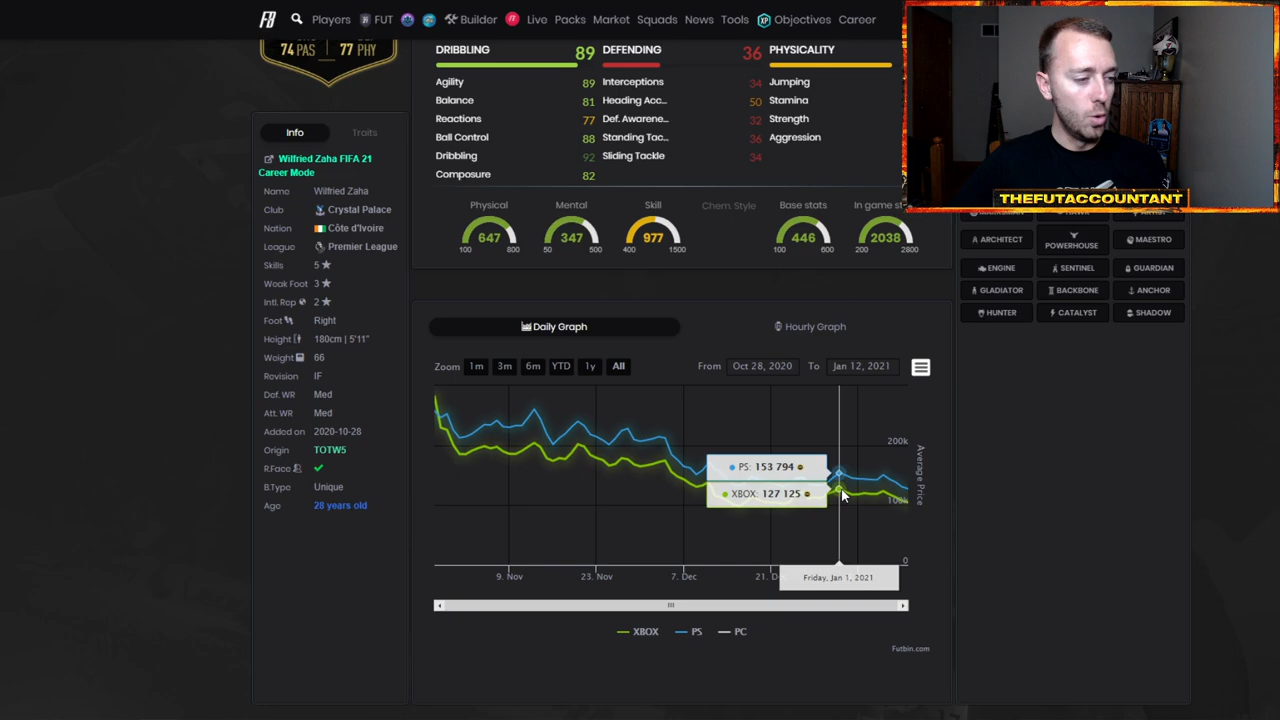 F8 Players FUT Builder Live Packs Market Squads News Tools XP Objectives Career
74 PAS 77 PHY
DRIBBLING 89 DEFENDING 36 PHYSICALITY
Agility 89 Interceptions 34 Jumping
Balance 81 Heading Acc... 50 Stamina
Reactions 77 Def. Awarene... 32 Strength
Ball Control 88 Standing Tac... 36 Aggression
Dribbling 92 Sliding Tackle 34
Composure 82
THEFUTACCOUNTANT
Info Traits
Wilfried Zaha FIFA 21
Career Mode
Name Wilfried Zaha
Club Crystal Palace
Nation Côte d'Ivoire
League Premier League
Skills 5
Weak Foot 3
Intl. Rep 2
Foot Right
Height 180cm | 5'11"
Weight 66
Revision IF
Def. WR Med
Att. WR Med
Added on 2020-10-28
Origin TOTW5
R.Face
B.Type Unique
Age 28 years old
Physical Mental Skill Chem. Style Base stats In game
647 347 977 446 2038
100 800 50 500 400 1500 100 600 200 2800
ARCHITECT POWERHOUSE MAESTRO
ENGINE SENTINEL GUARDIAN
GLADIATOR BACKBONE ANCHOR
HUNTER CATALYST SHADOW
Daily Graph Hourly Graph
Zoom 1m 3m 6m YTD 1y All From Oct 28, 2020 To Jan 12, 2021
200k
PS: 153 794
XBOX: 127 125
100k
0
Average Price
9. Nov 23. Nov 7. Dec 21. D
Friday, Jan 1, 2021
XBOX PS PC
Futbin.com